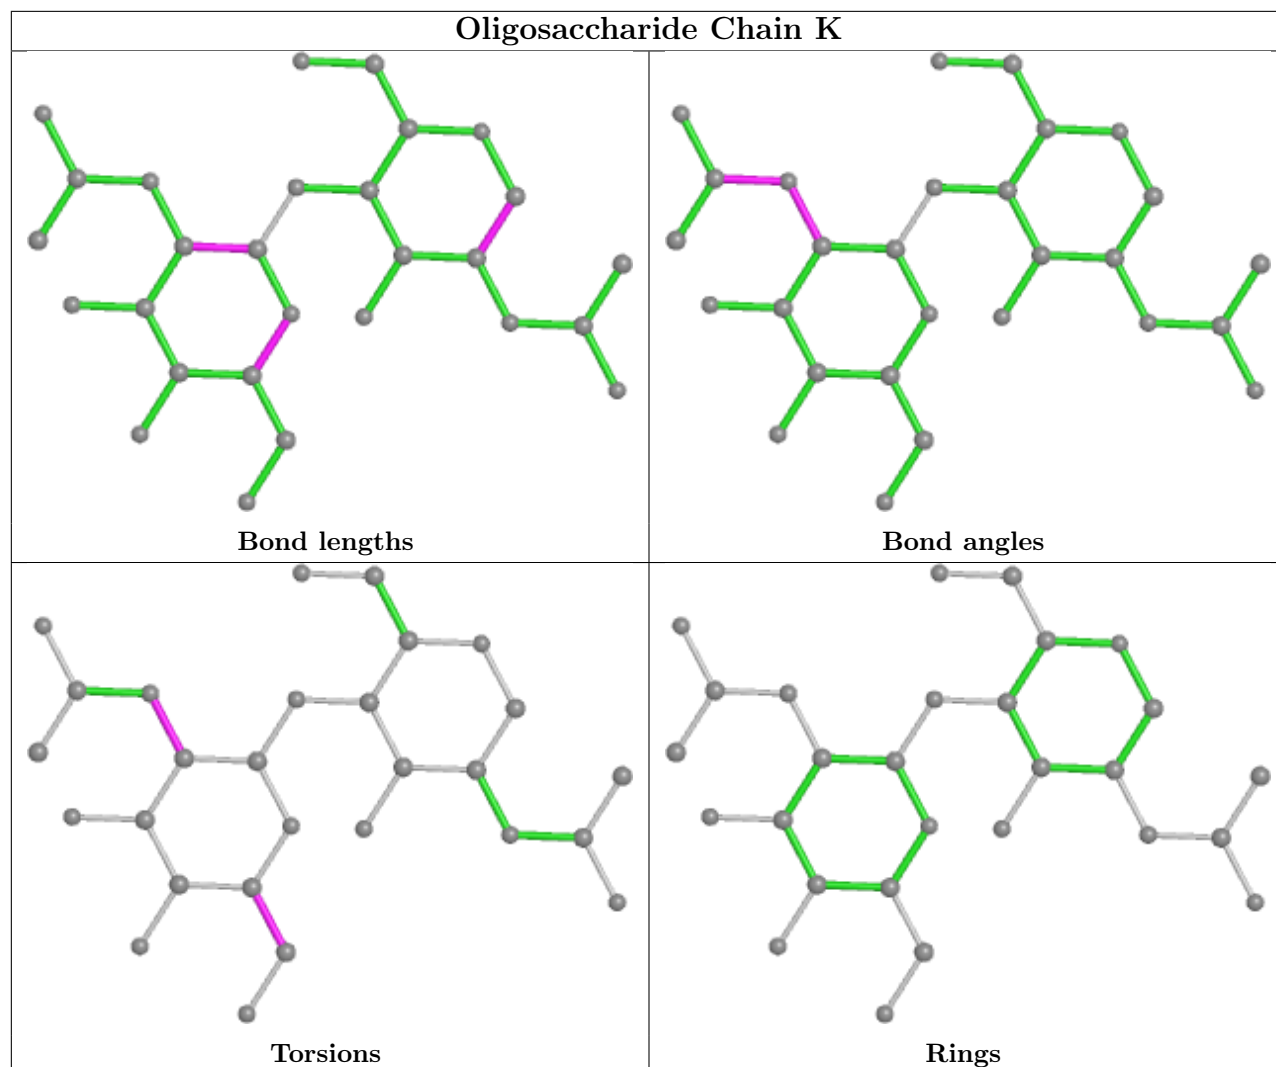 Oligosaccharide Chain K
Bond lengths
Bond angles
Torsions
Rings